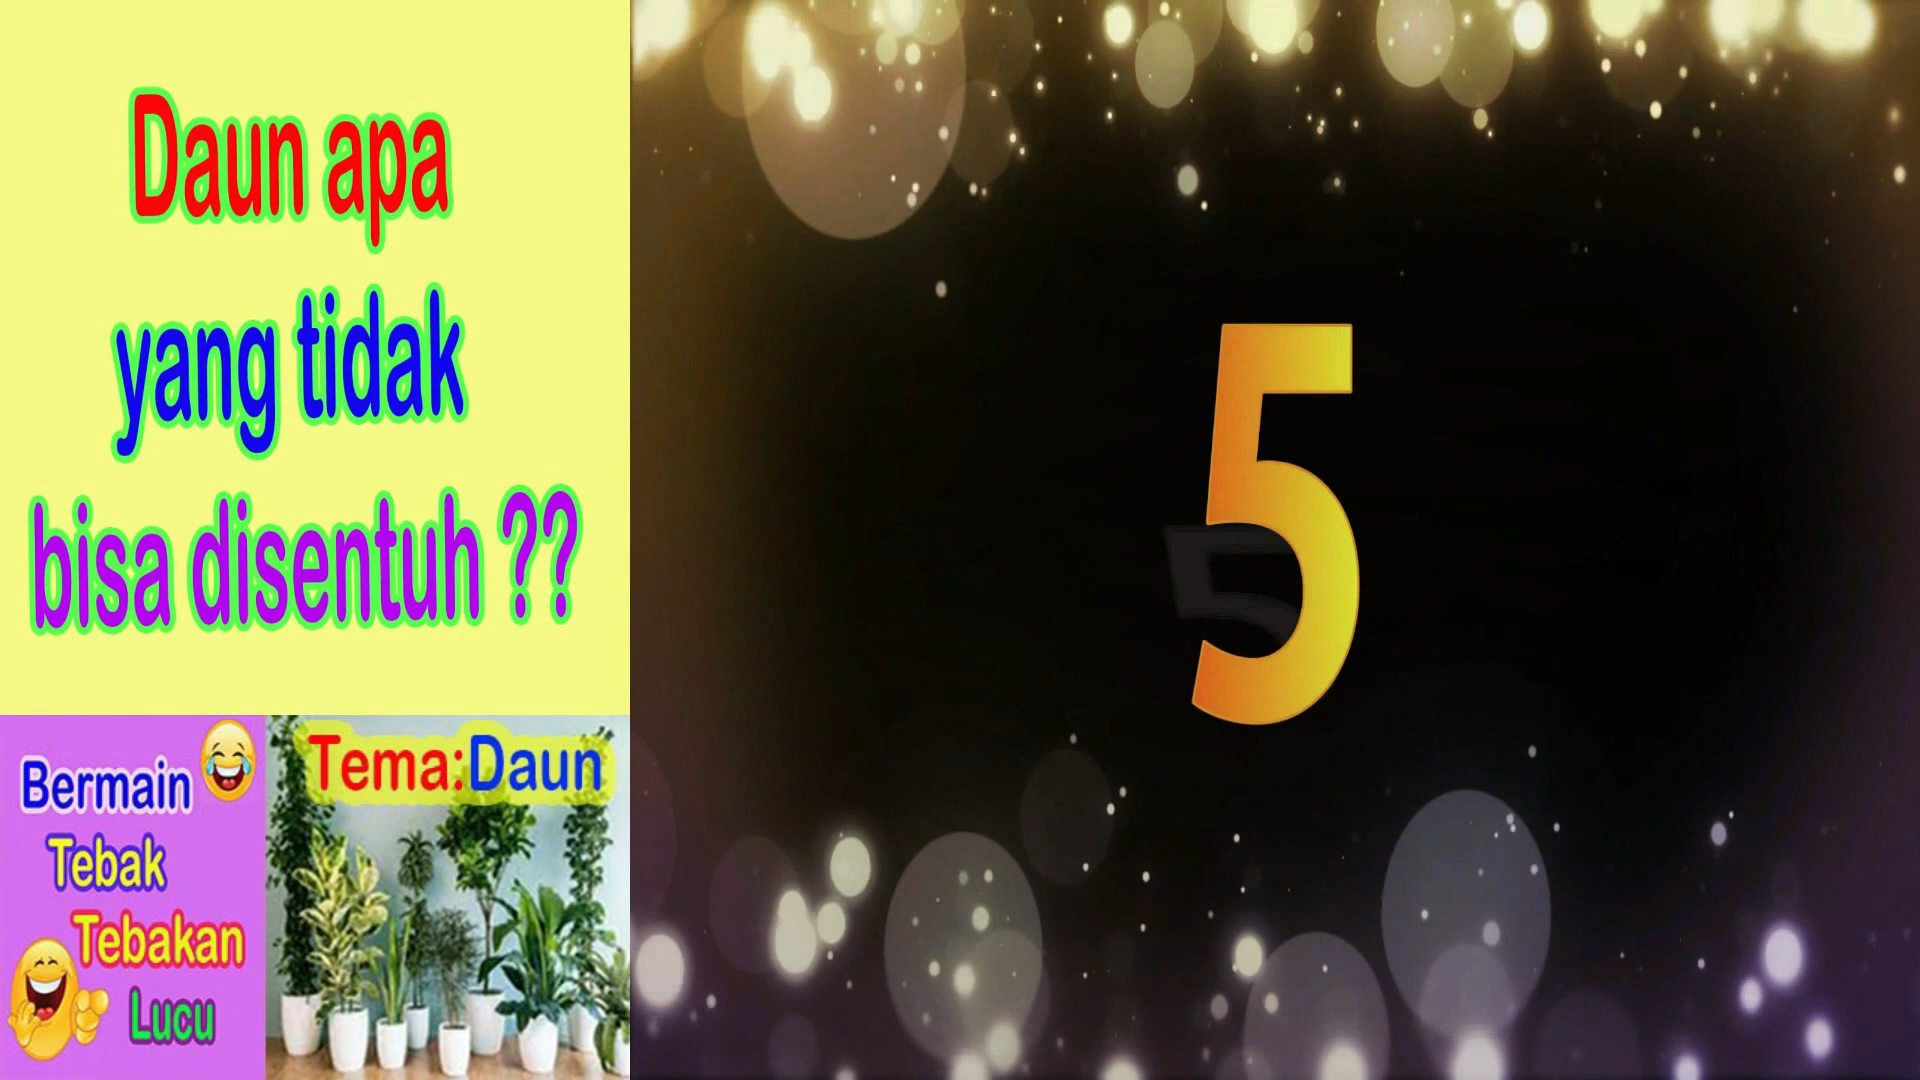 Daun apa
yang tidak
bisa disentuh ??
5
Bermain
Tebak
Tebakan
Lucu
Tema:Daun